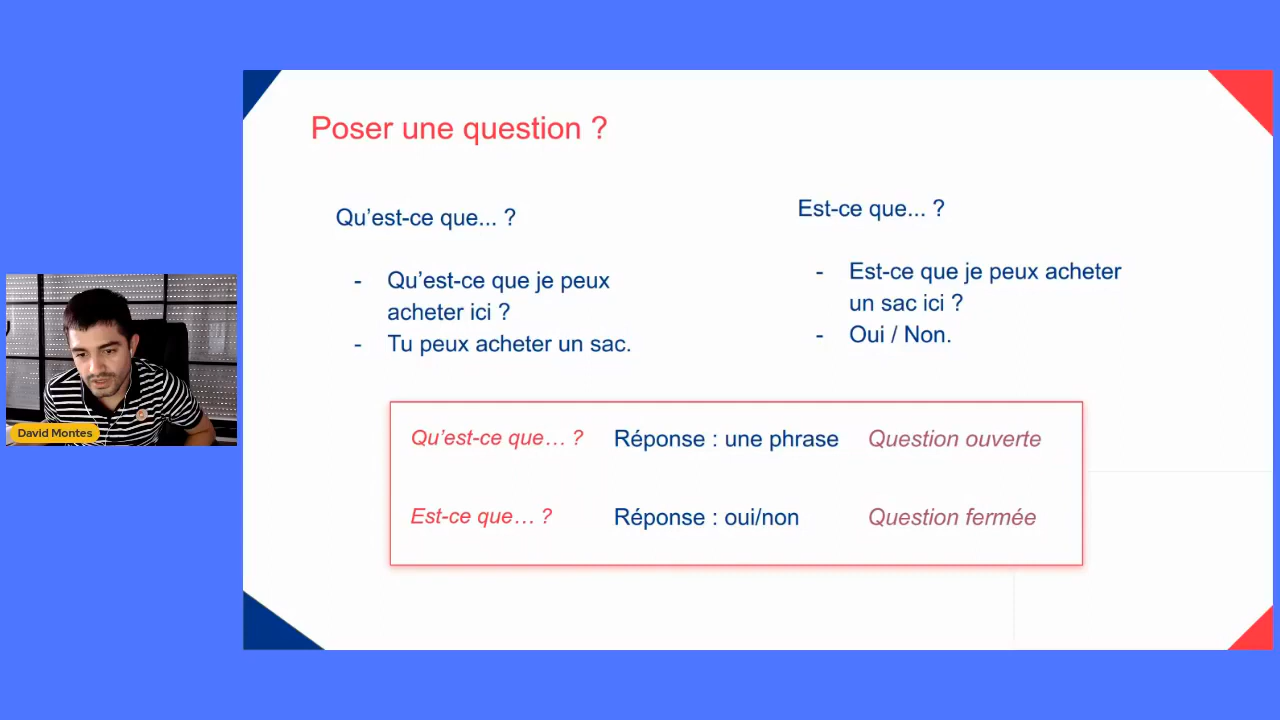 Poser une question ?
Qu’est-ce que... ?
- Qu’est-ce que je peux
acheter ici ?
- Tu peux acheter un sac.
Est-ce que... ?
- Est-ce que je peux acheter
un sac ici ?
- Oui / Non.
Qu’est-ce que… ? Réponse : une phrase Question ouverte
Est-ce que… ? Réponse : oui/non Question fermée
David Montes